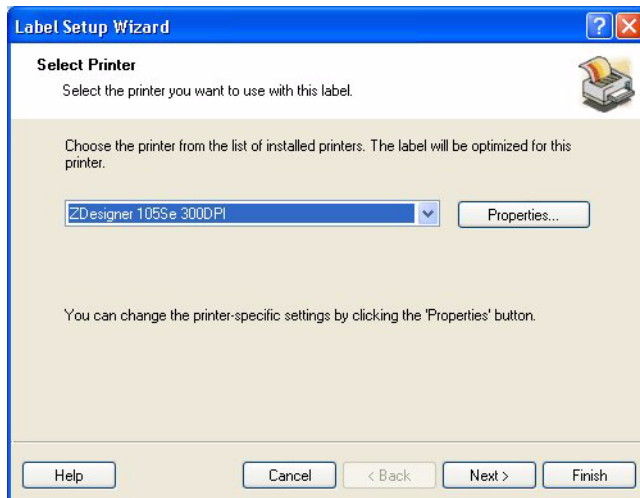 Label Setup Wizard
Select Printer
Select the printer you want to use with this label.
Choose the printer from the list of installed printers. The label will be optimized for this
printer.
ZDesigner 105Se 300DPI
Properties...
You can change the printer-specific settings by clicking the 'Properties' button.
Help
Cancel
< Back
Next >
Finish